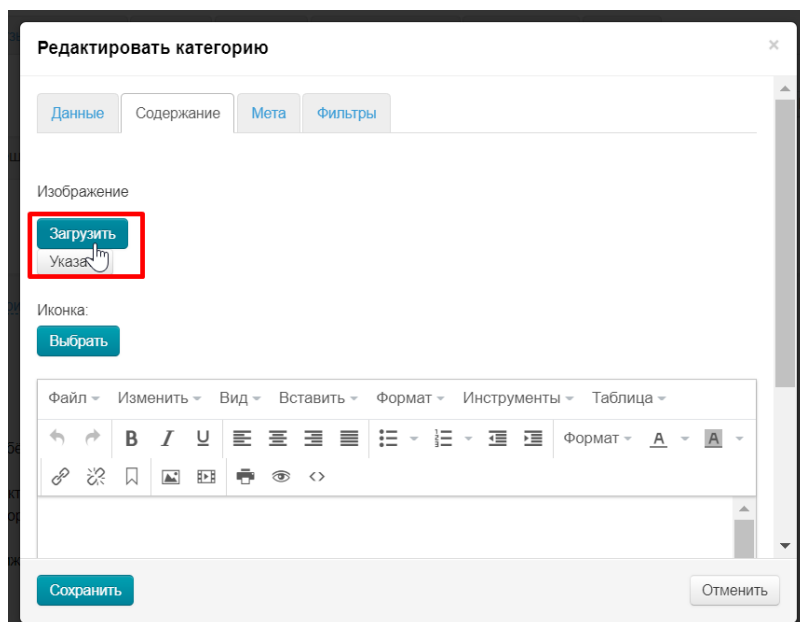 Редактировать категорию
Данные Содержание Мета Фильтры
Изображение
Загрузить
Иконка:
Выбрать
Файл Изменить Вид Вставить Формат Инструменты Таблица
B I U Формат A A
Сохранить Отменить